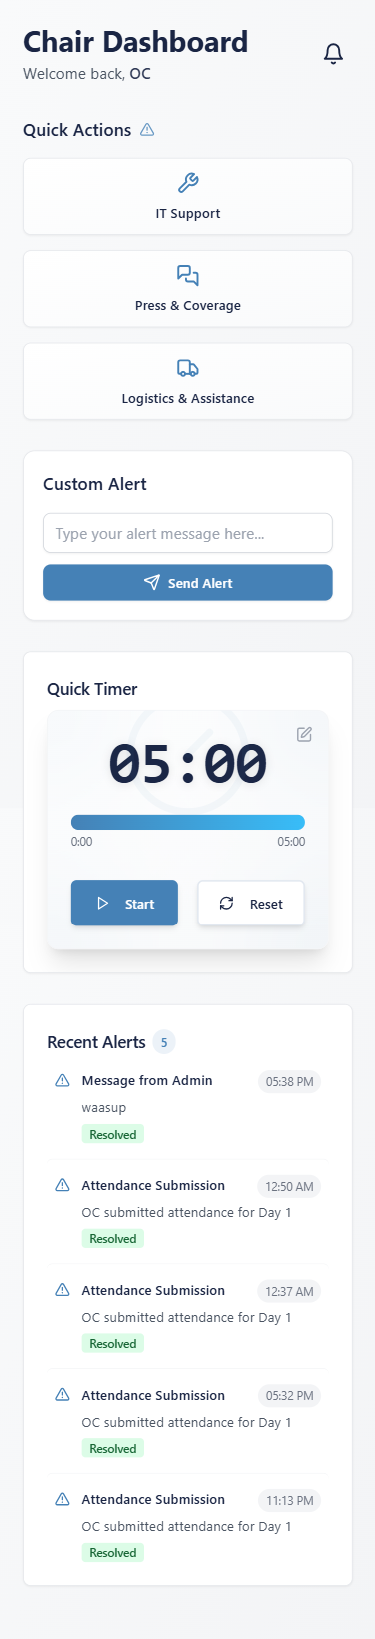 Chair Dashboard
Welcome back, OC
Quick Actions
IT Support
Press & Coverage
Logistics & Assistance
Custom Alert
Type your alert message here...
Send Alert
Quick Timer
05:00
0:00 05:00
Start Reset
Recent Alerts 5
Message from Admin 05:38 PM
waasup
Resolved
Attendance Submission 12:50 AM
OC submitted attendance for Day 1
Resolved
Attendance Submission 12:37 AM
OC submitted attendance for Day 1
Resolved
Attendance Submission 05:32 PM
OC submitted attendance for Day 1
Resolved
Attendance Submission 11:13 PM
OC submitted attendance for Day 1
Resolved